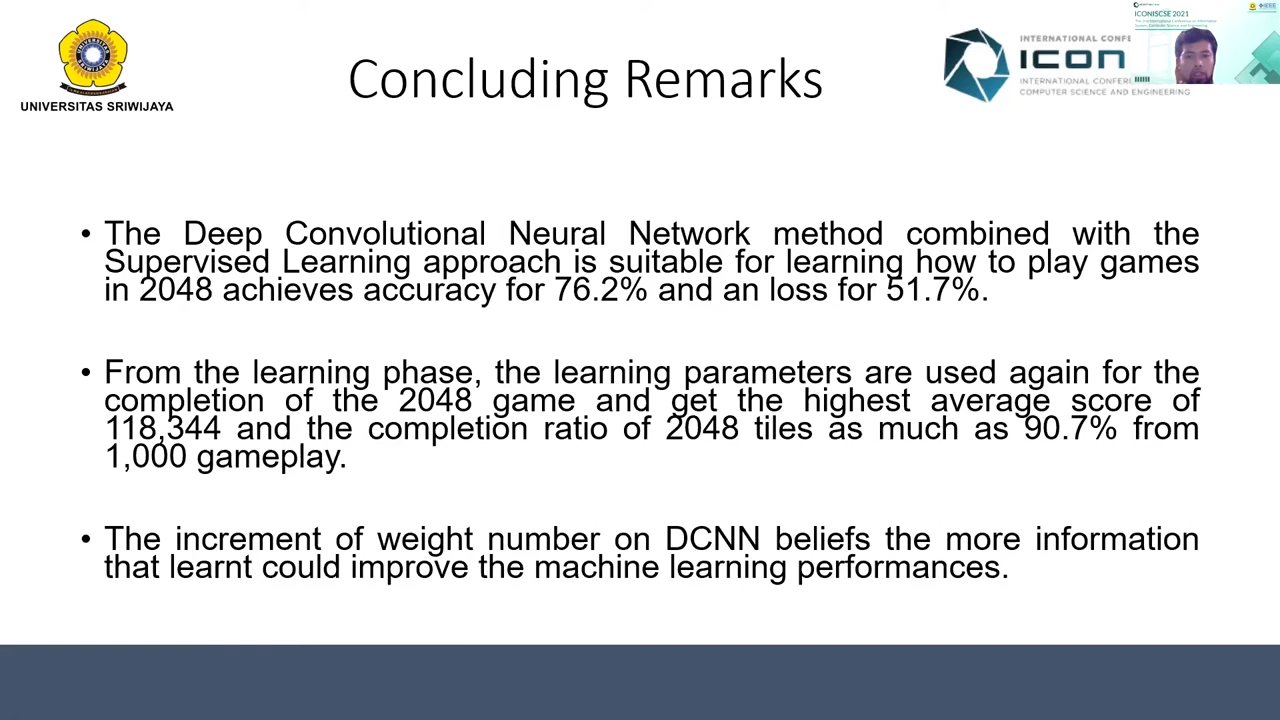 UNIVERSITAS SRIWIJAYA
Concluding Remarks
INTERNATIONAL CONFE
ICON
INTERNATIONAL CONFEREN
COMPUTER SCIENCE AND ENGINEERING
ICONISCSE 2021
The Deep Convolutional Neural Network method combined with the
Supervised Learning approach is suitable for learning how to play games
in 2048 achieves accuracy for 76.2% and an loss for 51.7%.
From the learning phase, the learning parameters are used again for the
completion of the 2048 game and get the highest average score of
118,344 and the completion ratio of 2048 tiles as much as 90.7% from
1,000 gameplay.
The increment of weight number on DCNN beliefs the more information
that learnt could improve the machine learning performances.